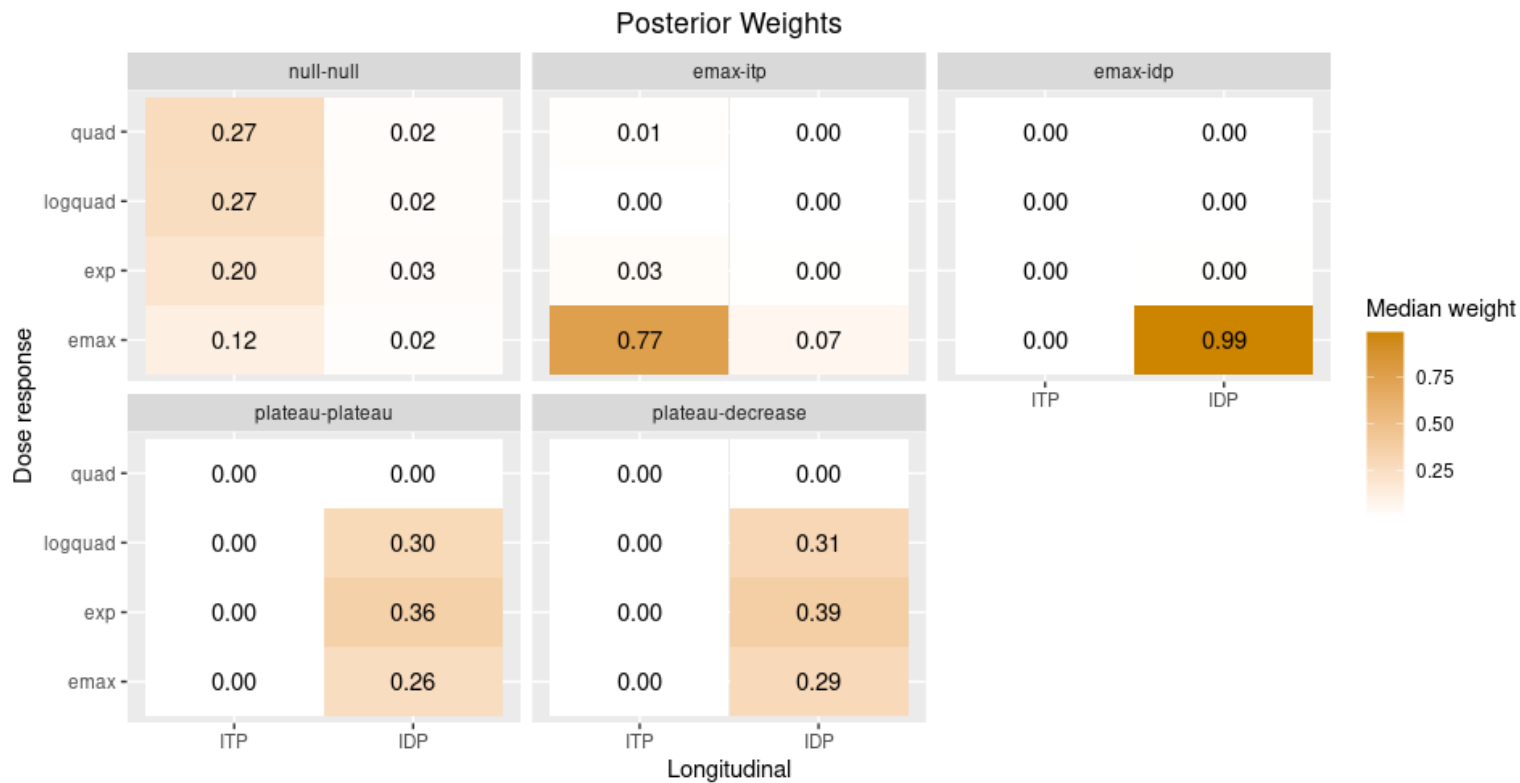 Posterior Weights
null-null emax-itp emax-idp
quad 0.27 0.02 0.01 0.00 0.00 0.00
logquad 0.27 0.02 0.00 0.00 0.00 0.00
exp 0.20 0.03 0.03 0.00 0.00 0.00
emax 0.12 0.02 0.77 0.07 0.00 0.99
ITP IDP
plateau-plateau plateau-decrease
quad 0.00 0.00 0.00 0.00
logquad 0.00 0.30 0.00 0.31
exp 0.00 0.36 0.00 0.39
emax 0.00 0.26 0.00 0.29
ITP IDP ITP IDP
Longitudinal
Dose response
Median weight
0.75
0.50
0.25